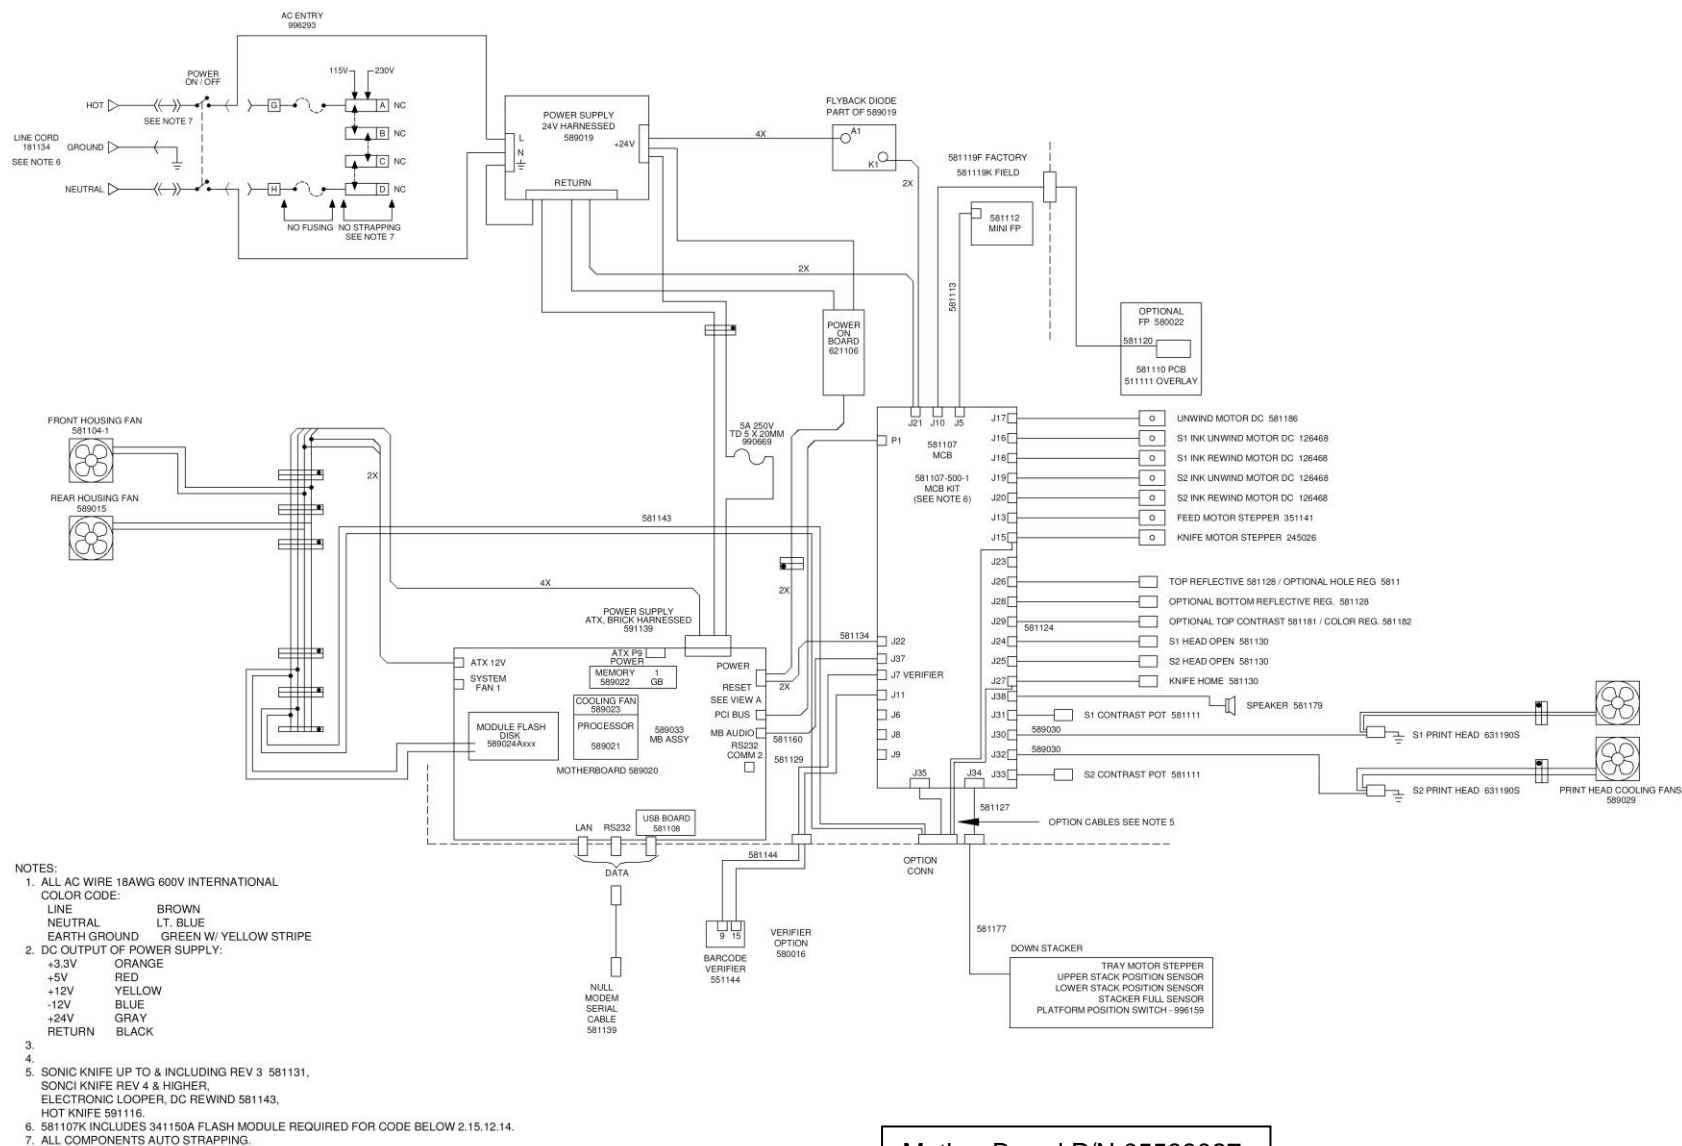 AC ENTRY
996293
POWER
ON / OFF
115V
230V
HOT
G
A
NC
SEE NOTE 7
B
NC
LINE CORD
181134
SEE NOTE 6
GROUND
C
NC
NEUTRAL
H
D
NC
NO FUSING
NO STRAPPING
SEE NOTE 7
POWER SUPPLY
24V HARNESSED
589019
L
N
+24V
RETURN
4X
FLYBACK DIODE
PART OF 589019
A1
K1
2X
2X
581119F FACTORY
581119K FIELD
581112
MINI FP
581113
OPTIONAL
FP 580022
581120
581110 PCB
511111 OVERLAY
POWER
ON
BOARD
621106
5A 250V
TD 5 X 20MM
990669
FRONT HOUSING FAN
581104-1
REAR HOUSING FAN
589015
2X
581143
4X
2X
POWER SUPPLY
ATX, BRICK HARNESSED
591139
ATX 12V
SYSTEM
FAN 1
ATX P9
POWER
MEMORY 1
589022 GB
COOLING FAN
589023
PROCESSOR
589021
MODULE FLASH
DISK
589024Axxx
589033
MB ASSY
MOTHERBOARD 589020
POWER
RESET
SEE VIEW A
PCI BUS
MB AUDIO
RS232
COMM 2
2X
581134
581160
581129
USB BOARD
581108
LAN
RS232
DATA
NULL
MODEM
SERIAL
CABLE
581139
581144
9 15
BARCODE
VERIFIER
551144
VERIFIER
OPTION
580016
J21
J10
J5
P1
581107
MCB
581107-500-1
MCB KIT
(SEE NOTE 6)
J22
J37
J7 VERIFIER
J11
J6
J8
J9
J35
J34
J17
UNWIND MOTOR DC 581186
J16
S1 INK UNWIND MOTOR DC 126468
J18
S1 INK REWIND MOTOR DC 126468
J19
S2 INK UNWIND MOTOR DC 126468
J20
S2 INK REWIND MOTOR DC 126468
J13
FEED MOTOR STEPPER 351141
J15
KNIFE MOTOR STEPPER 245026
J23
J26
TOP REFLECTIVE 581128 / OPTIONAL HOLE REG 5811
J28
OPTIONAL BOTTOM REFLECTIVE REG. 581128
J29
OPTIONAL TOP CONTRAST 581181 / COLOR REG. 581182
581124
J24
S1 HEAD OPEN 581130
J25
S2 HEAD OPEN 581130
J27
KNIFE HOME 581130
J38
SPEAKER 581179
J31
S1 CONTRAST POT 581111
J30
589030
S1 PRINT HEAD 631190S
J32
589030
J33
S2 CONTRAST POT 581111
S2 PRINT HEAD 631190S
PRINT HEAD COOLING FANS
589029
581127
OPTION CABLES SEE NOTE 5
OPTION
CONN
581177
DOWN STACKER
TRAY MOTOR STEPPER
UPPER STACK POSITION SENSOR
LOWER STACK POSITION SENSOR
STACKER FULL SENSOR
PLATFORM POSITION SWITCH - 996159
NOTES:
1. ALL AC WIRE 18AWG 600V INTERNATIONAL
COLOR CODE:
LINE BROWN
NEUTRAL LT. BLUE
EARTH GROUND GREEN W/ YELLOW STRIPE
2. DC OUTPUT OF POWER SUPPLY:
+3.3V ORANGE
+5V RED
+12V YELLOW
-12V BLUE
+24V GRAY
RETURN BLACK
3.
4.
5. SONIC KNIFE UP TO & INCLUDING REV 3 581131,
SONCI KNIFE REV 4 & HIGHER,
ELECTRONIC LOOPER, DC REWIND 581143,
HOT KNIFE 591116.
6. 581107K INCLUDES 341150A FLASH MODULE REQUIRED FOR CODE BELOW 2.15.12.14.
7. ALL COMPONENTS AUTO STRAPPING.